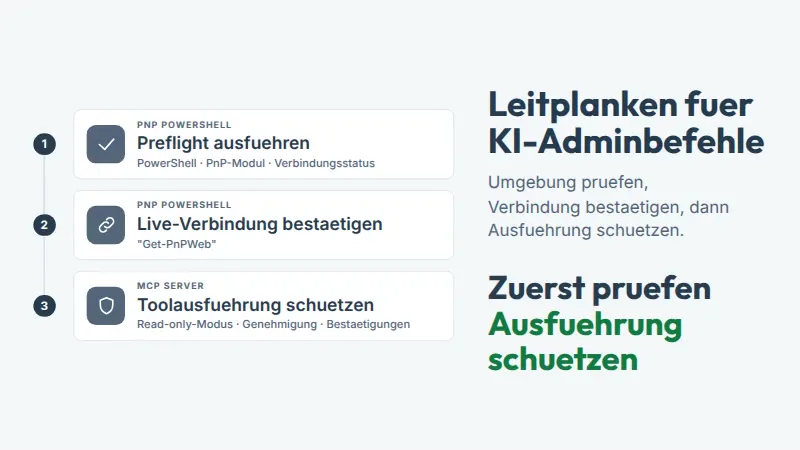 1
PNP POWERSHELL
Preflight ausfuehren
PowerShell · PnP-Modul · Verbindungsstatus
2
PNP POWERSHELL
Live-Verbindung bestaetigen
"Get-PnPWeb"
3
MCP SERVER
Toolausfuehrung schuetzen
Read-only-Modus · Genehmigung · Bestaetigungen
Leitplanken fuer
KI-Adminbefehle
Umgebung pruefen,
Verbindung bestaetigen, dann
Ausfuehrung schuetzen.
Zuerst pruefen
Ausfuehrung
schuetzen